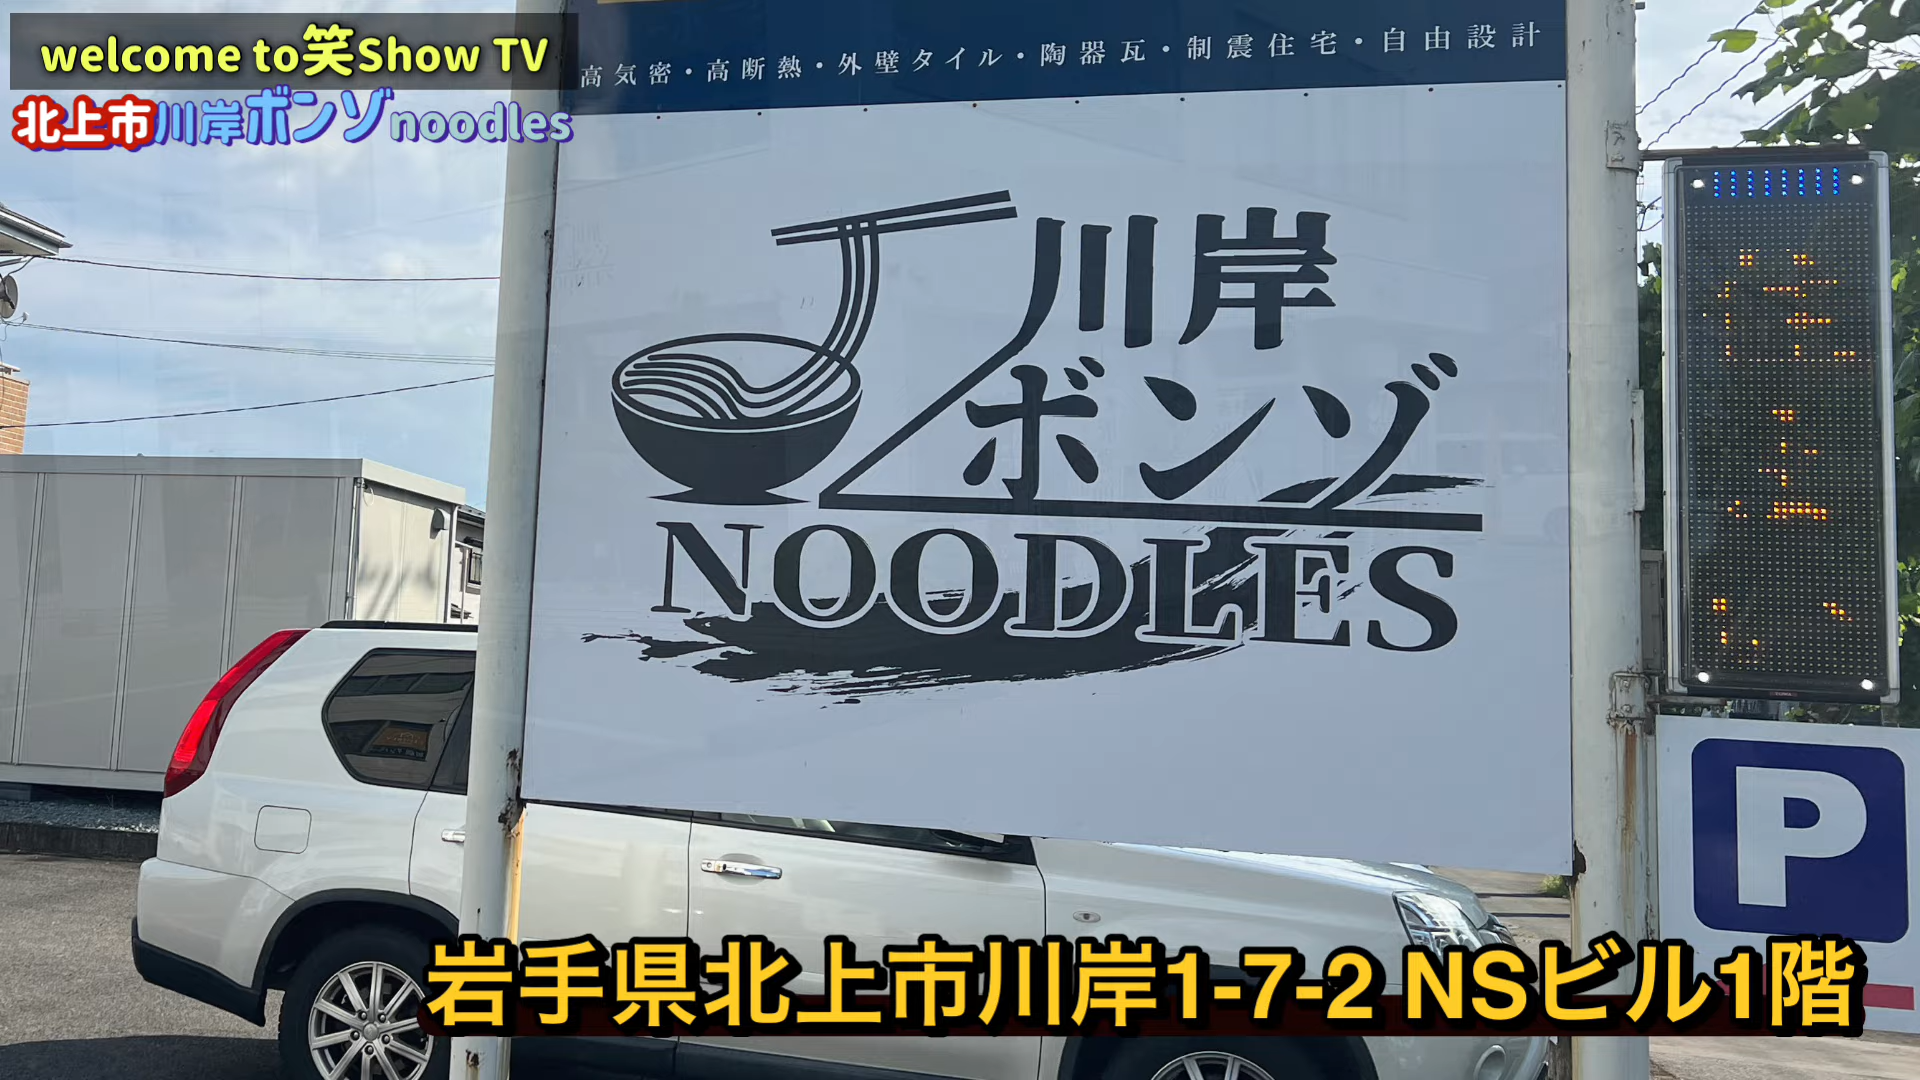 welcome to笑Show TV
北上市川岸ボンゾnoodles
高気密・高断熱・外壁タイル・陶器瓦・制震住宅・自由設計
川岸
ボンゾ
NOODLES
P
岩手県北上市川岸1-7-2 NSビル1階